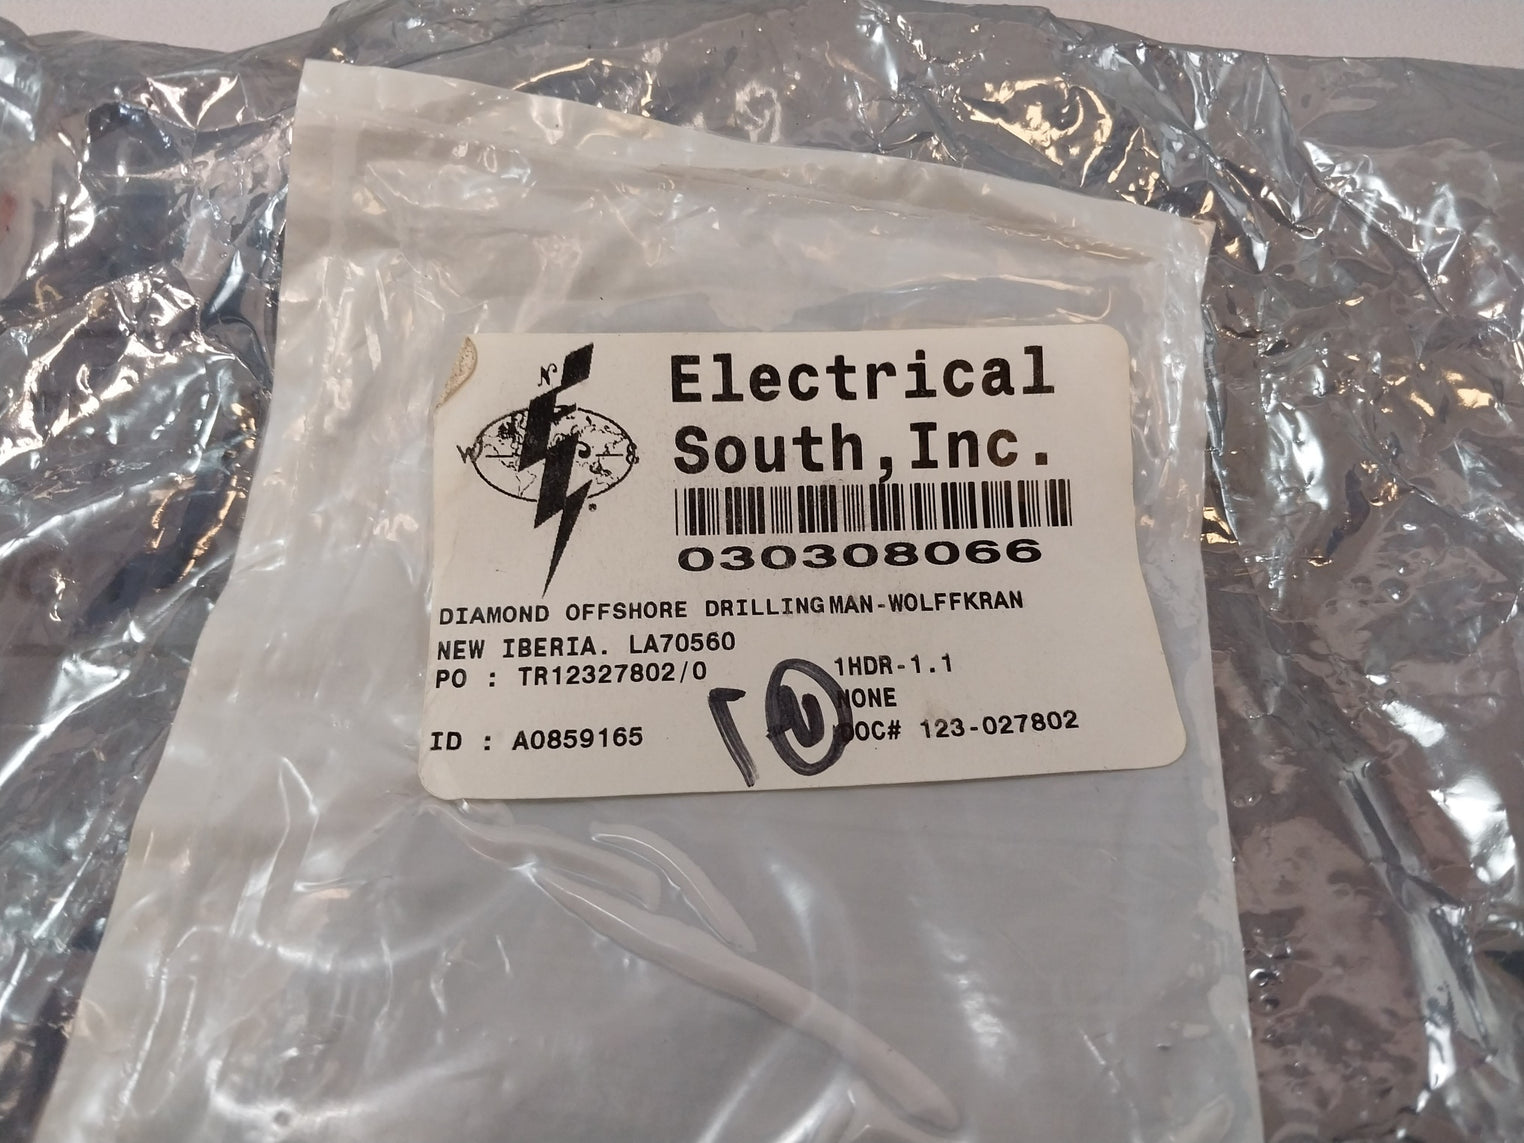 N
W
Electrical
South,Inc.
030308066
DIAMOND OFFSHORE DRILLING MAN-WOLFFKRAN
NEW IBERIA. LA70560
PO : TR12327802/0 1HDR-1.1
NONE
ID : A0859165 DOC# 123-027802